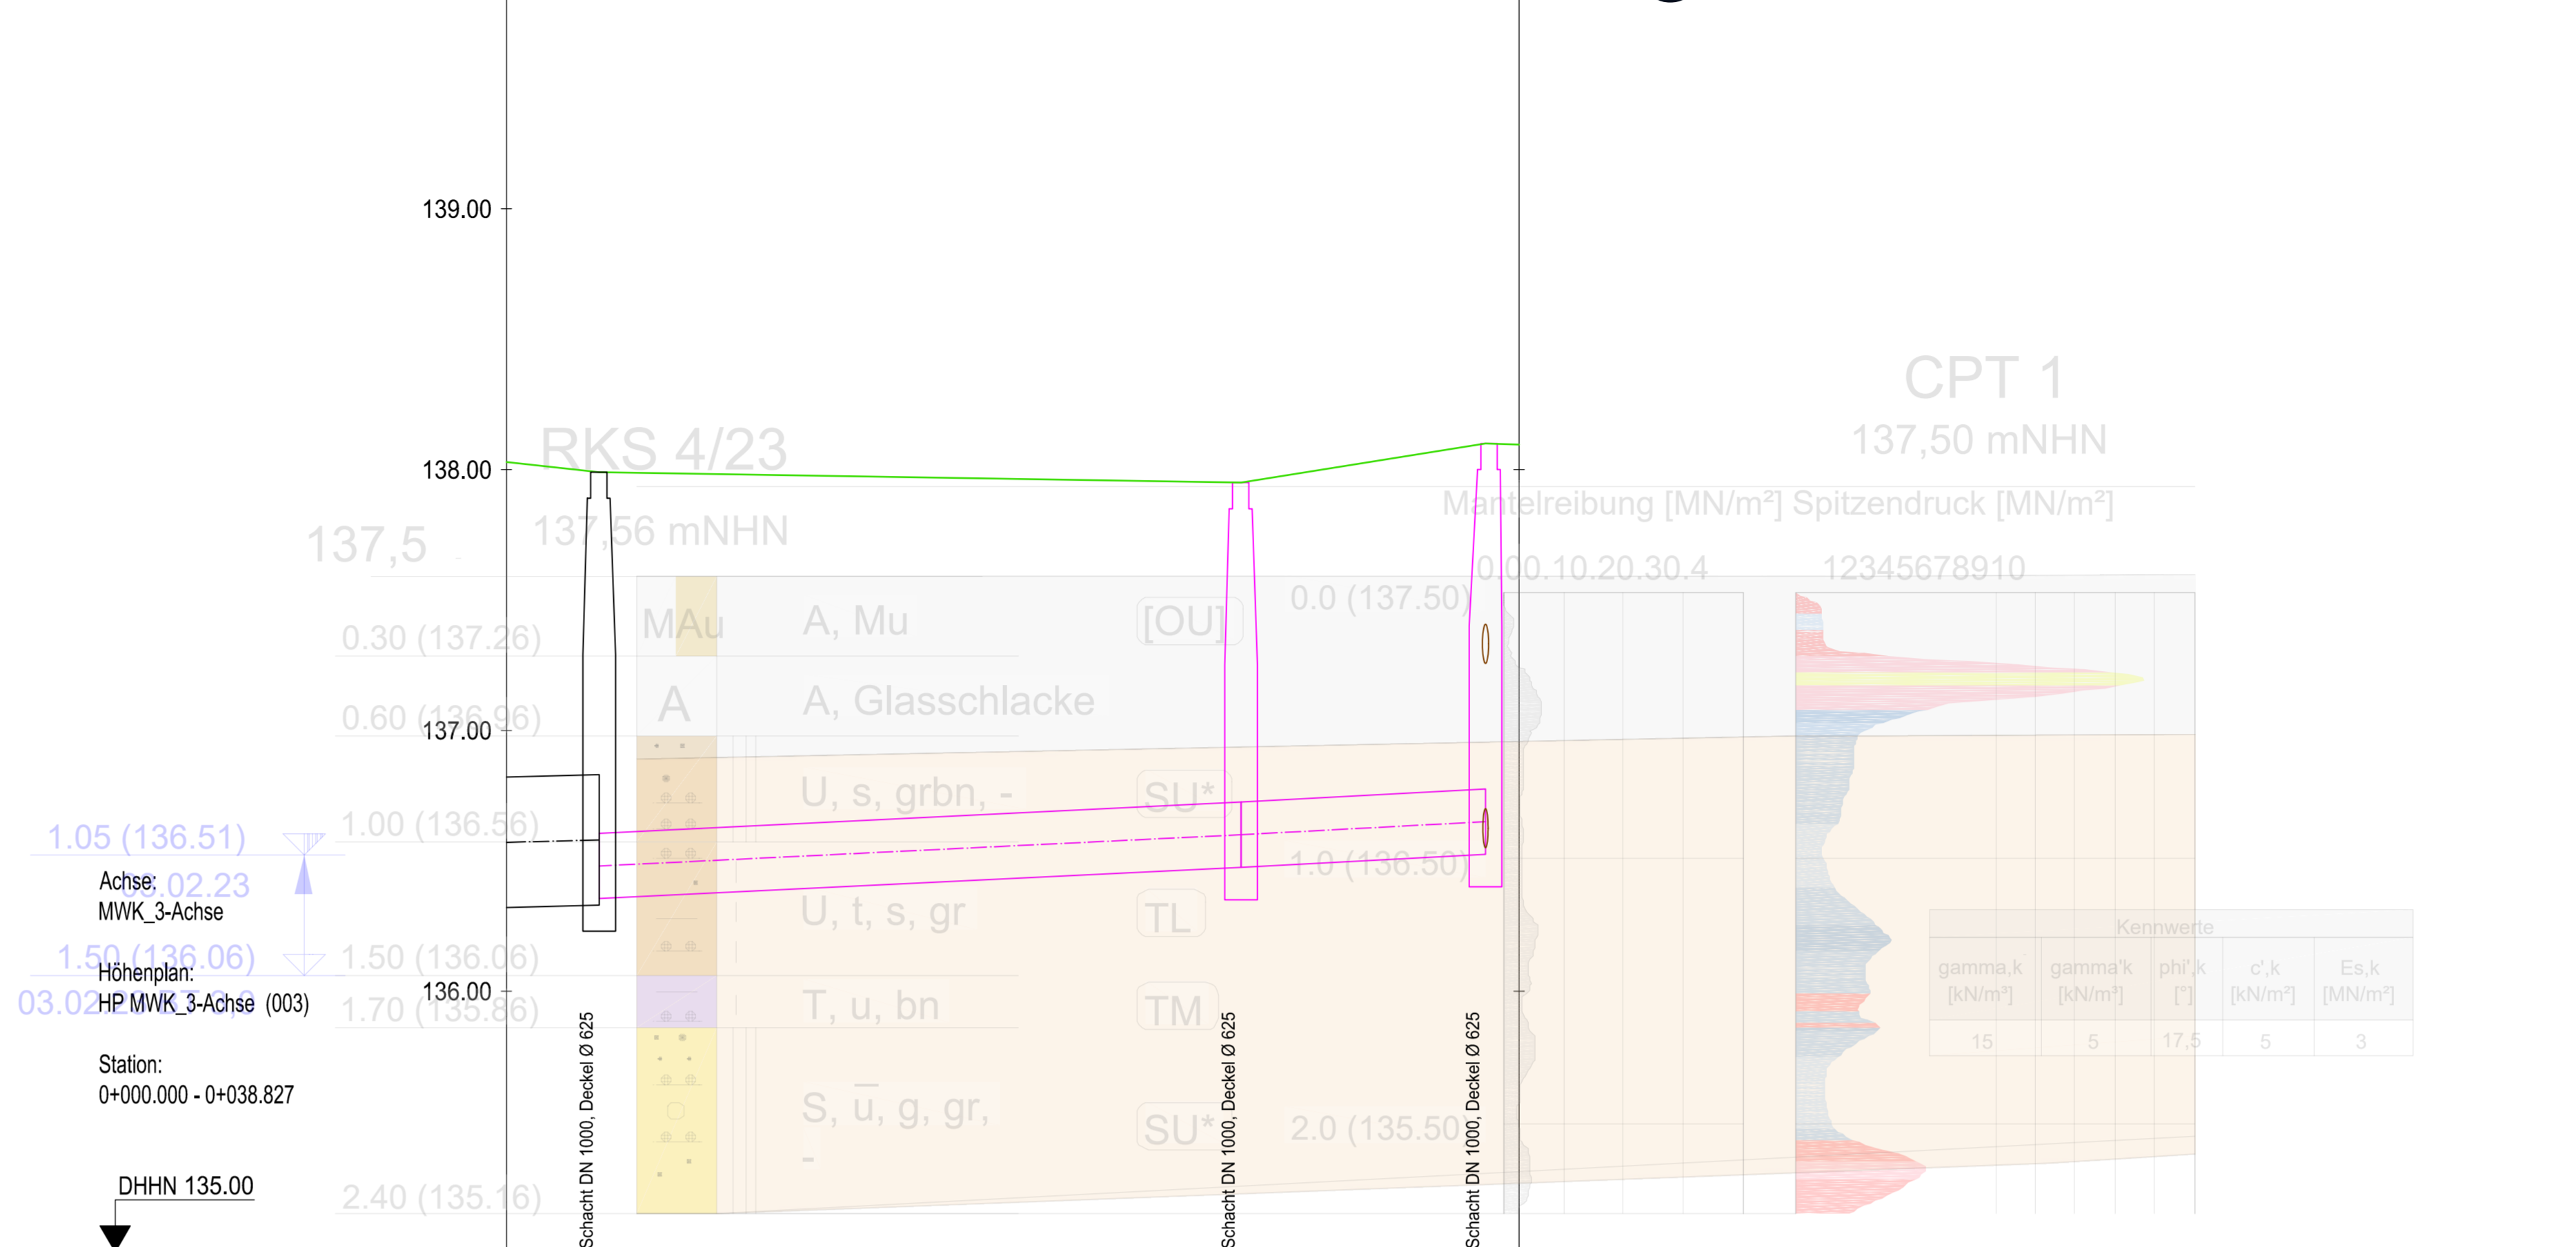 139.00
CPT 1
RKS 4/23
137,50 mNHN
138.00
Mantelreibung [MN/m²] Spitzendruck [MN/m²]
137,5
137,56 mNHN
0.00.10.20.30.4
12345678910
0.0 (137.50)
MAu
A, Mu
[OU]
0.30 (137.26)
A
A, Glasschlacke
0.60 (136.96)
137.00
U, s, grbn, -
SU*
1.00 (136.56)
1.05 (136.51)
1.0 (136.50)
Achse:
.02.23
MWK_3-Achse
U, t, s, gr
TL
Kennwerte
1.50 (136.06)
1.50 (136.06)
Höhenplan:
gamma,k
gamma'k
phi',k
c',k
Es,k
[kN/m³]
[kN/m³]
[°]
[kN/m²]
[MN/m²]
136.00
03.02.
HP MWK_3-Achse (003)
1.70 (135.86)
T, u, bn
TM
15
5
17,5
5
3
Station:
0+000.000 - 0+038.827
S, u̅, g, gr,
-
SU*
2.0 (135.50)
Schacht DN 1000, Deckel Ø 625
Schacht DN 1000, Deckel Ø 625
Schacht DN 1000, Deckel Ø 625
DHHN 135.00
2.40 (135.16)